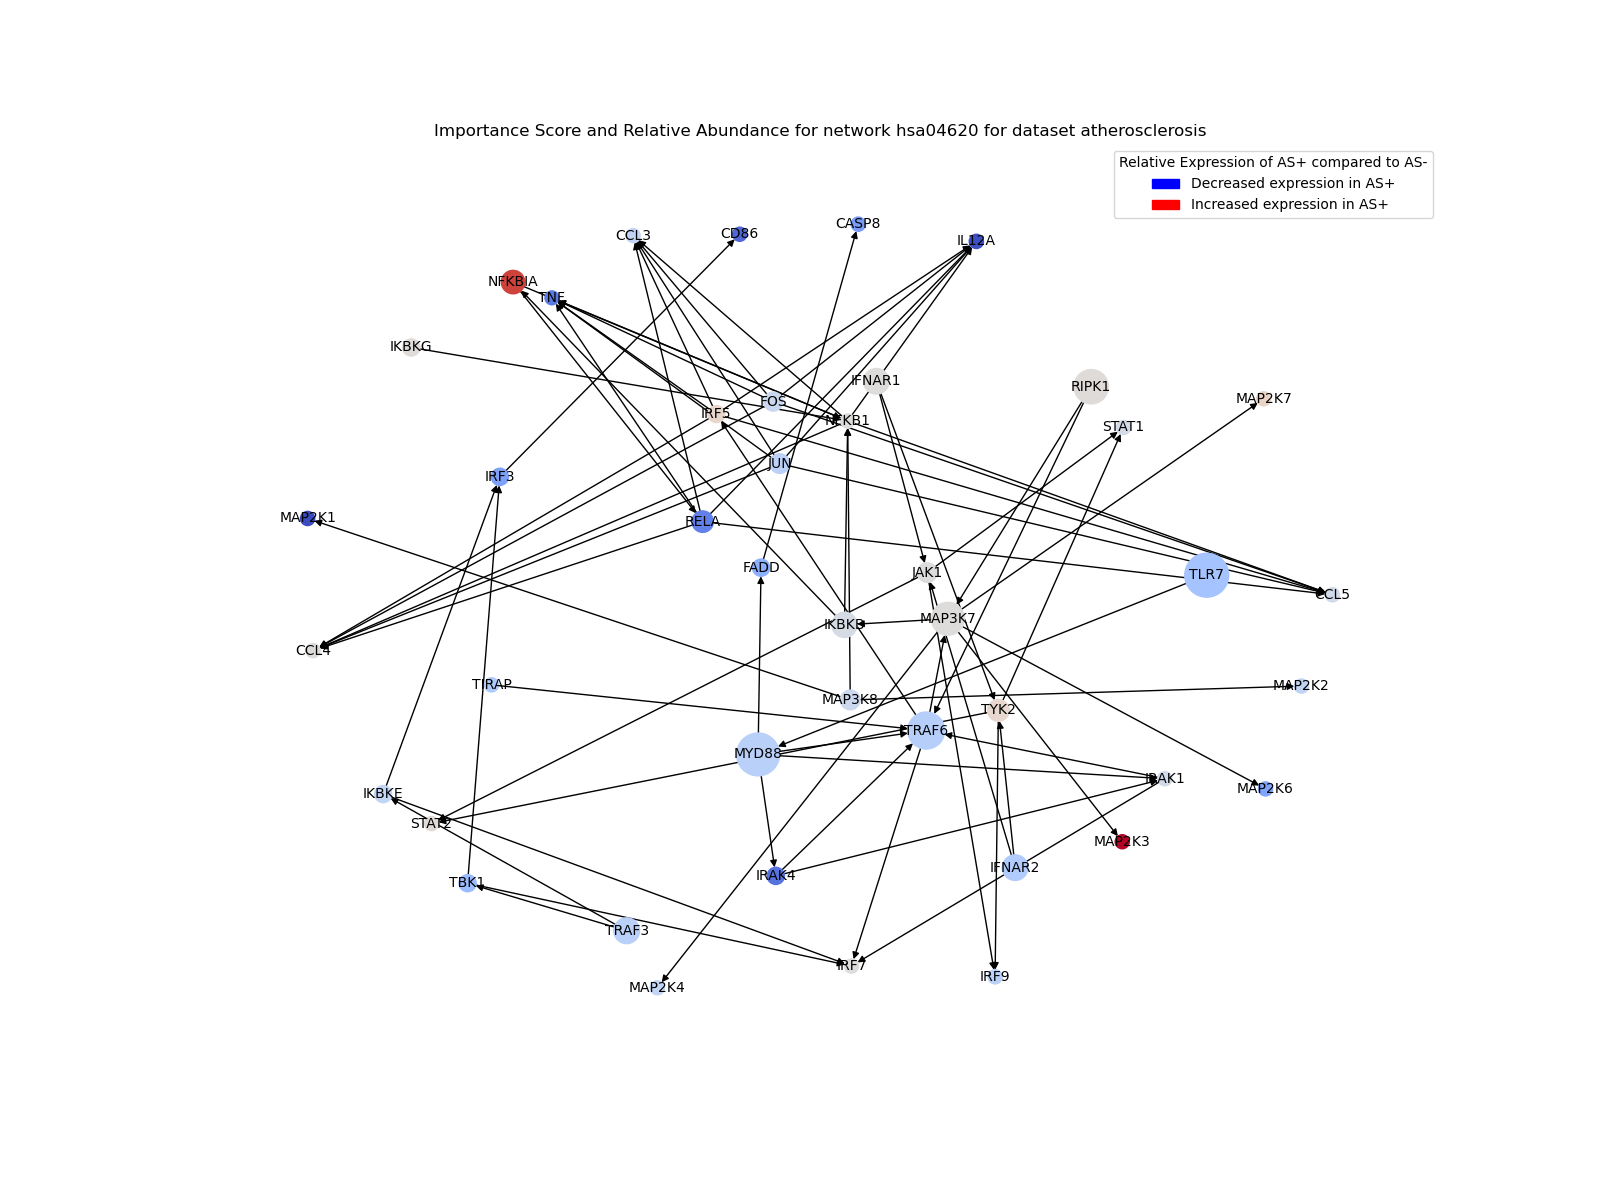 Importance Score and Relative Abundance for network hsa04620 for dataset atherosclerosis
Relative Expression of AS+ compared to AS-
Decreased expression in AS+
Increased expression in AS+
CASP8
CCL3
CD86
IL12A
NFKBIA
TNF
IKBKG
IFNAR1
RIPK1
MAP2K7
FOS
IRF5
NFKB1
STAT1
JUN
IRF3
MAP2K1
RELA
FADD
JAK1
TLR7
CCL5
MAP3K7
IKBKB
CCL4
TIRAP
MAP2K2
MAP3K8
TYK2
TRAF6
MYD88
IRAK1
MAP2K6
IKBKE
STAT2
MAP2K3
IFNAR2
IRAK4
TBK1
TRAF3
IRF7
IRF9
MAP2K4